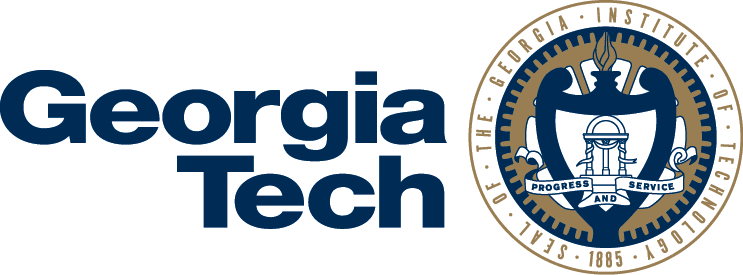 Georgia
Tech
SEAL · OF · THE · GEORGIA · INSTITUTE · OF · TECHNOLOGY
PROGRESS
AND
SERVICE
· 1885 ·